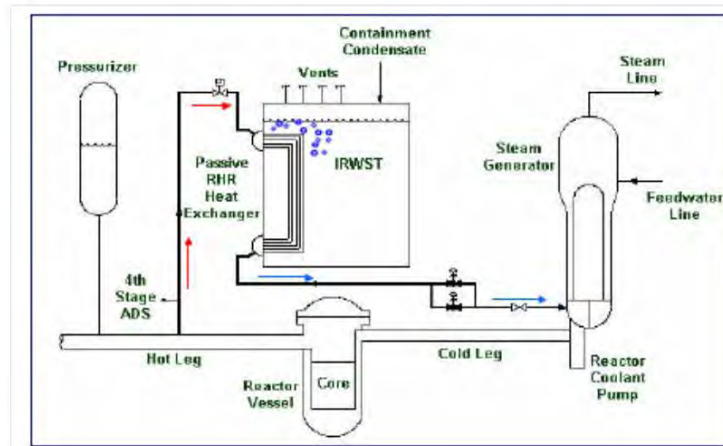 Containment
Condensate
Pressurizer
Vents
Steam
Line
Steam
Generator
Passive
RHR
Heat
Exchanger
IRWST
Feedwater
Line
4th
Stage
ADS
Hot Leg
Cold Leg
Reactor
Vessel
Core
Reactor
Coolant
Pump